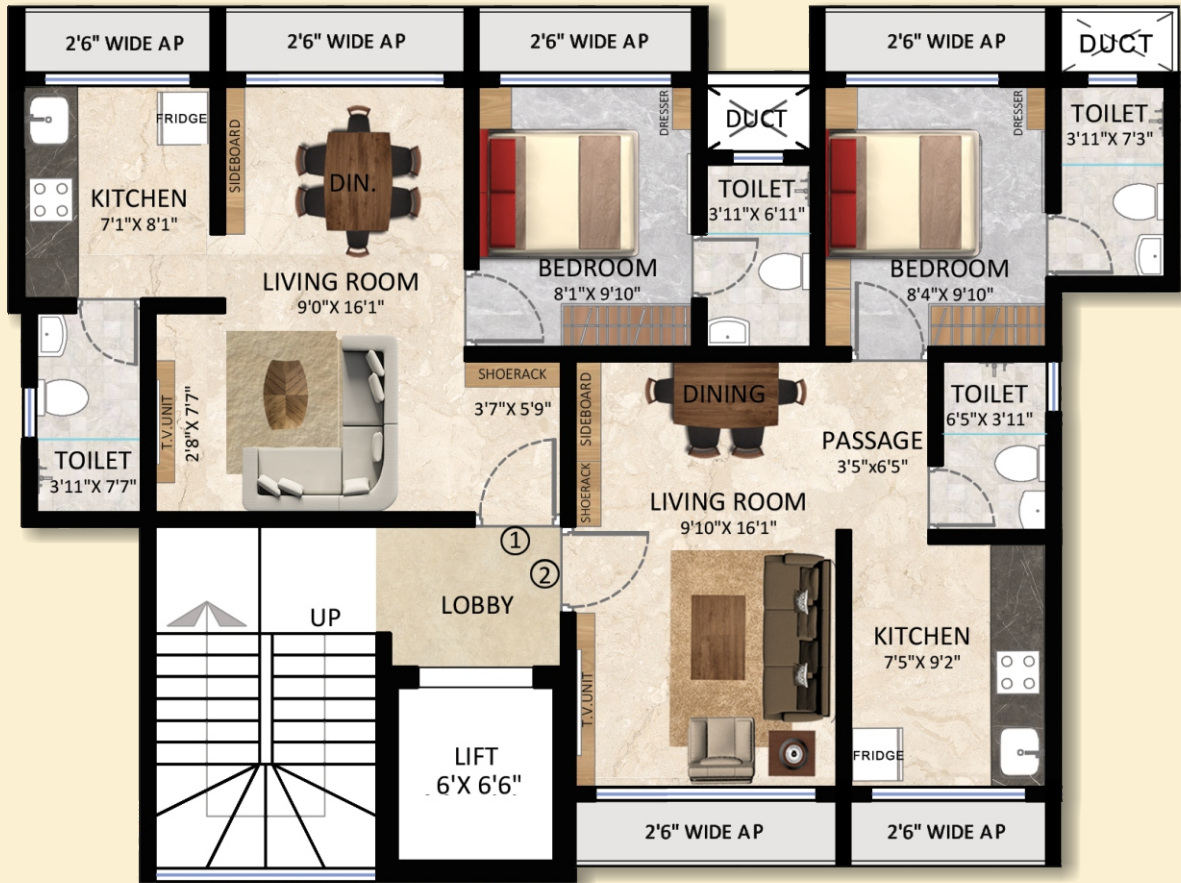 2'6" WIDE AP
2'6" WIDE AP
2'6" WIDE AP
2'6" WIDE AP
DUCT
FRIDGE
KITCHEN
7'1"X 8'1"
SIDEBOARD
DIN.
LIVING ROOM
9'0"X 16'1"
DRESSER
BEDROOM
8'1"X 9'10"
DUCT
TOILET
3'11"X 6'11"
DRESSER
BEDROOM
8'4"X 9'10"
TOILET
3'11"X 7'3"
TOILET
3'11"X 7'7"
T.V.UNIT
2'8"X 7'7"
SHOERACK
3'7"X 5'9"
SIDEBOARD
SHOERACK
DINING
PASSAGE
3'5"x6'5"
TOILET
6'5"X 3'11"
LIVING ROOM
9'10"X 16'1"
1
2
LOBBY
UP
T.V.UNIT
KITCHEN
7'5"X 9'2"
FRIDGE
LIFT
6'X 6'6"
2'6" WIDE AP
2'6" WIDE AP